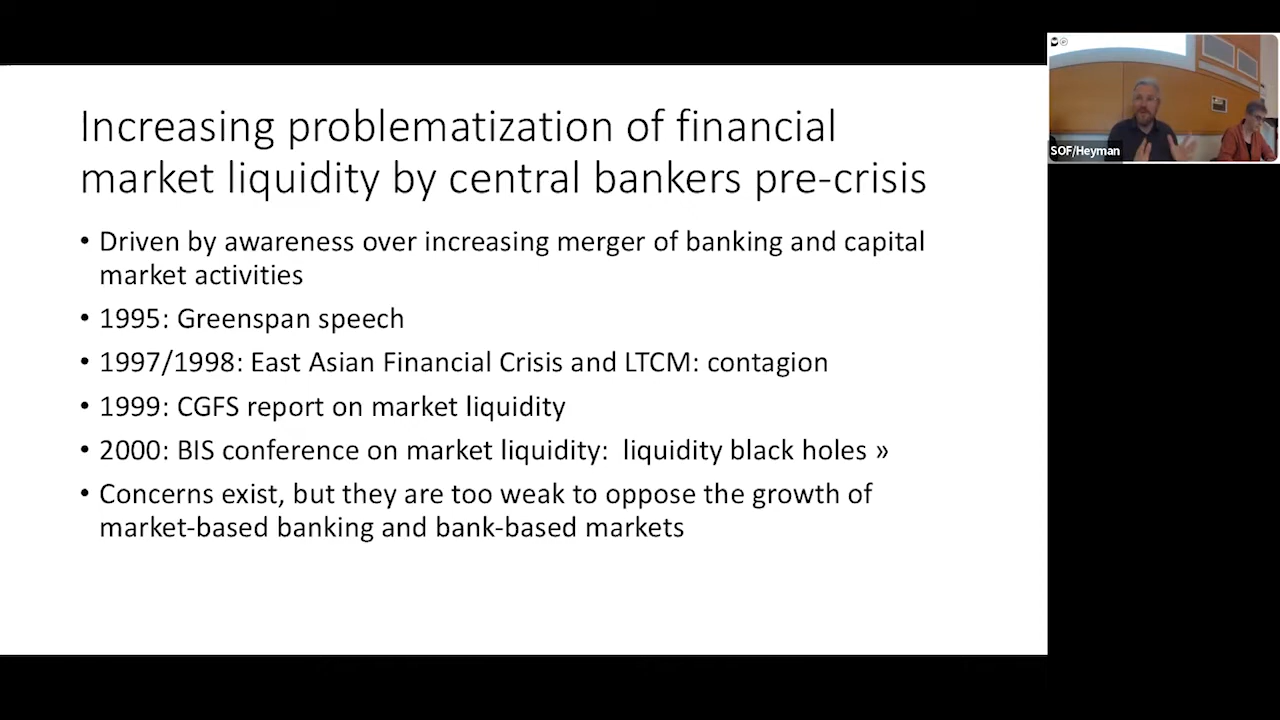 Increasing problematization of financial
market liquidity by central bankers pre-crisis
• Driven by awareness over increasing merger of banking and capital
market activities
• 1995: Greenspan speech
• 1997/1998: East Asian Financial Crisis and LTCM: contagion
• 1999: CGFS report on market liquidity
• 2000: BIS conference on market liquidity:  liquidity black holes »
• Concerns exist, but they are too weak to oppose the growth of
market-based banking and bank-based markets
SOF/Heyman